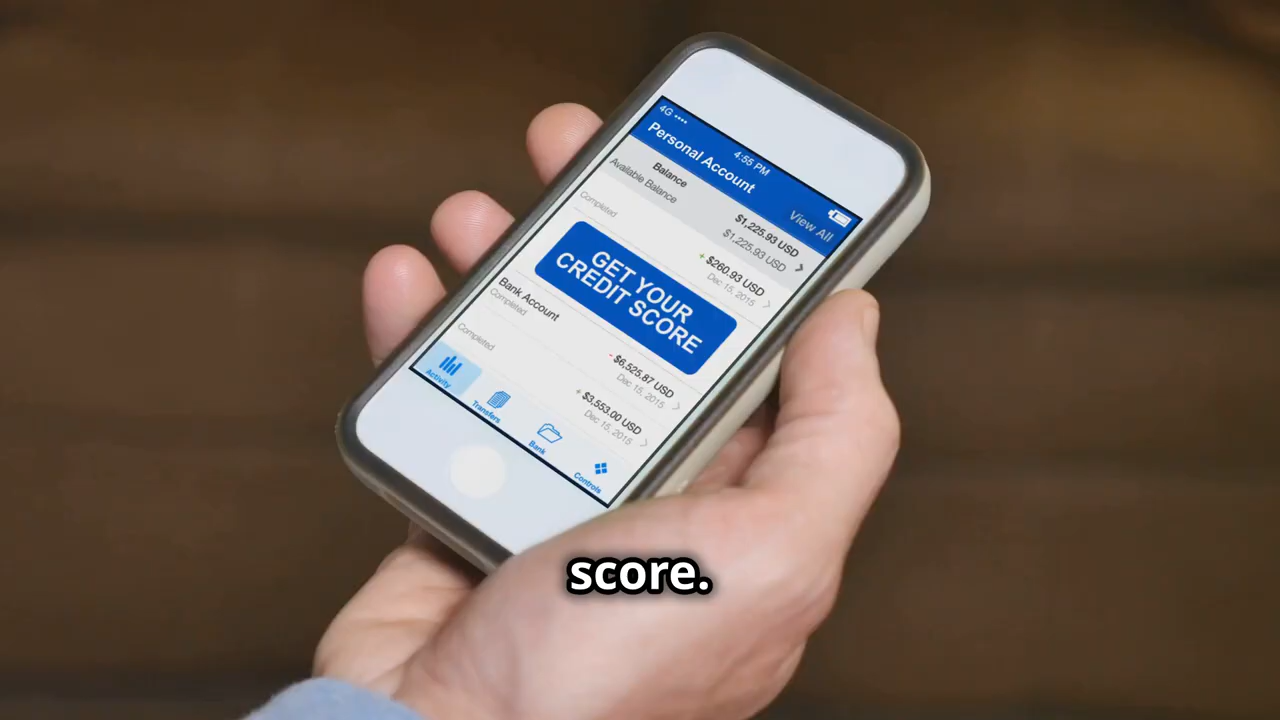 4G
4:55 PM
Personal Account
View All
Balance
$1,225.93 USD
Available Balance
$1,225.93 USD
Completed
+ $260.93 USD
Dec 15, 2015
GET YOUR
CREDIT SCORE
Bank Account
Completed
- $6,525.87 USD
Dec 15, 2015
Completed
+ $3,553.00 USD
Dec 15, 2015
Activity
Transfers
Bank
Controls
score.